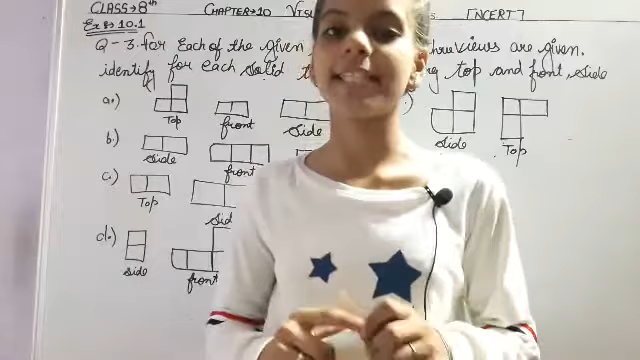 CLASS → 8th CHAPTER → 10 [NCERT]
Ex → 10.1
Q - 3. for Each of the given views are given.
identify for each solid top and front, side
a.) Top front side side Top
b) side front
c.) Top
d.) side front